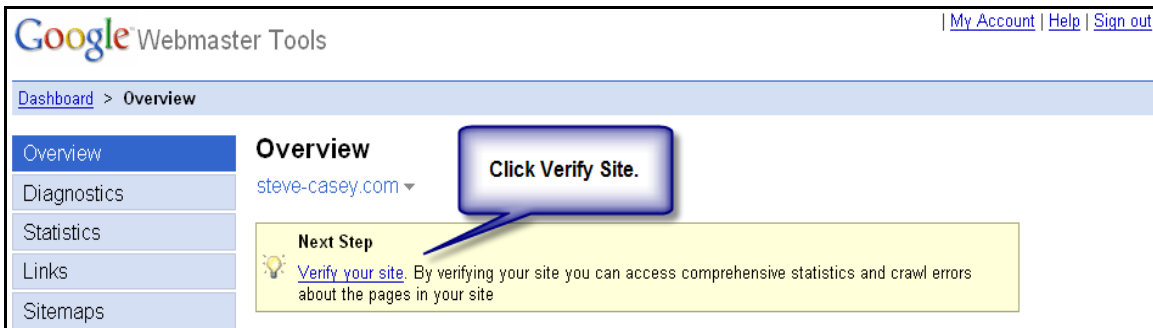 Google Webmaster Tools
| My Account | Help | Sign out
Dashboard > Overview
Overview
Diagnostics
Statistics
Links
Sitemaps
Overview
steve-casey.com
Click Verify Site.
Next Step
Verify your site. By verifying your site you can access comprehensive statistics and crawl errors
about the pages in your site